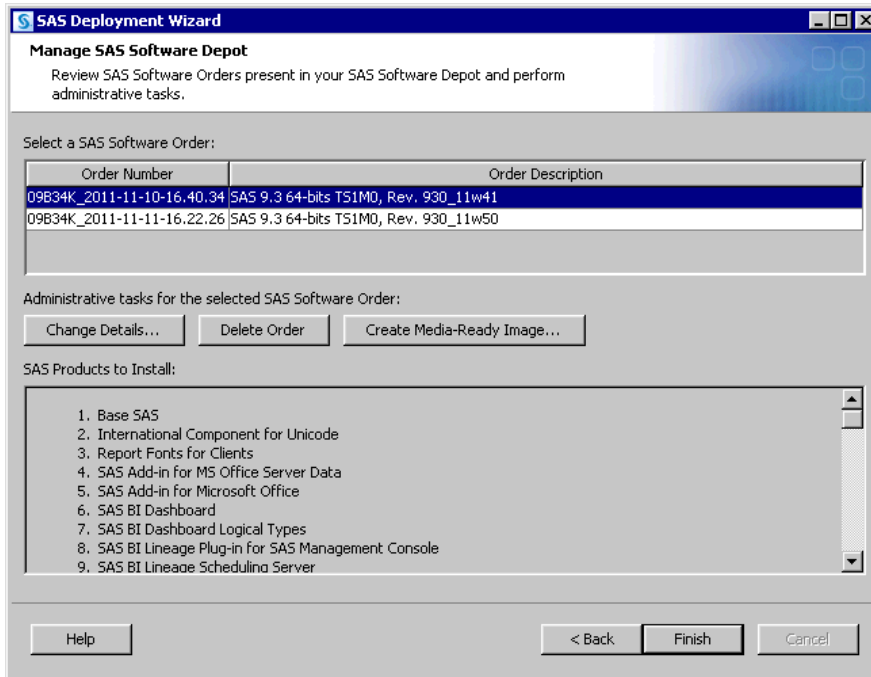 SAS Deployment Wizard
Manage SAS Software Depot
Review SAS Software Orders present in your SAS Software Depot and perform
administrative tasks.
Select a SAS Software Order:
Order Number Order Description
09B34K_2011-11-10-16.40.34 SAS 9.3 64-bits TS1M0, Rev. 930_11w41
09B34K_2011-11-11-16.22.26 SAS 9.3 64-bits TS1M0, Rev. 930_11w50
Administrative tasks for the selected SAS Software Order:
Change Details... Delete Order Create Media-Ready Image...
SAS Products to Install:
1. Base SAS
2. International Component for Unicode
3. Report Fonts for Clients
4. SAS Add-in for MS Office Server Data
5. SAS Add-in for Microsoft Office
6. SAS BI Dashboard
7. SAS BI Dashboard Logical Types
8. SAS BI Lineage Plug-in for SAS Management Console
9. SAS BI Lineage Scheduling Server
Help < Back Finish Cancel